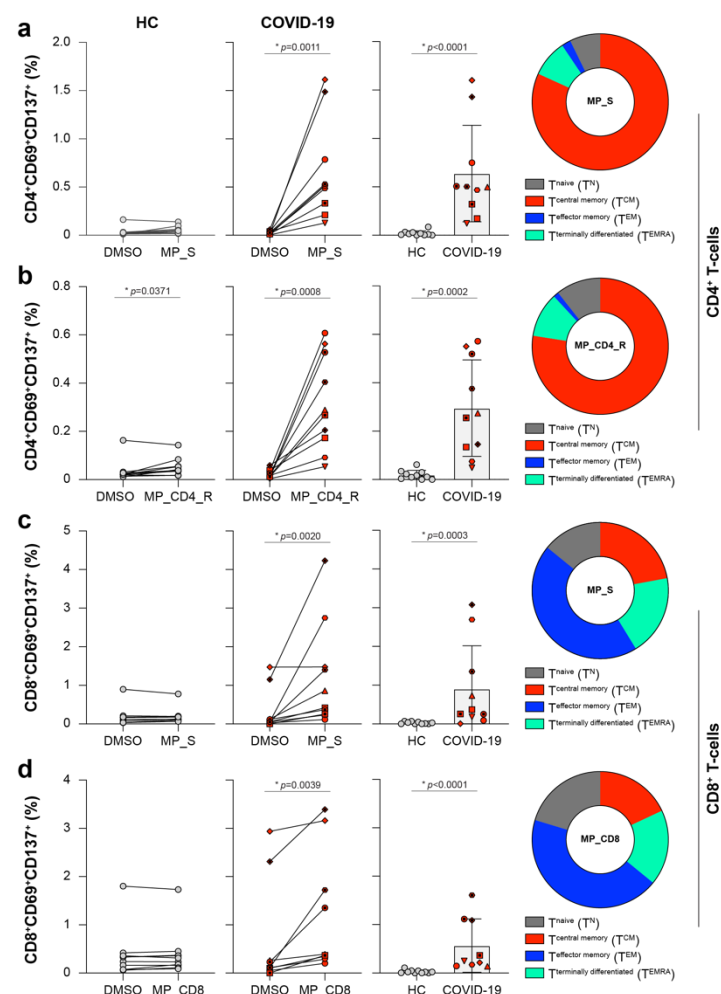 HC COVID-19
a
CD4⁺CD69⁺CD137⁺ (%)
2.0
1.5
1.0
0.5
0
DMSO MP_S
* p=0.0011
DMSO MP_S
* p<0.0001
HC COVID-19
MP_S
Tnaive (TN)
Tcentral memory (TCM)
Teffector memory (TEM)
Tterminally differentiated (TEMRA)
b
CD4⁺CD69⁺CD137⁺ (%)
0.8
0.6
0.4
0.2
0
* p=0.0371
DMSO MP_CD4_R
* p=0.0008
DMSO MP_CD4_R
* p=0.0002
HC COVID-19
MP_CD4_R
Tnaive (TN)
Tcentral memory (TCM)
Teffector memory (TEM)
Tterminally differentiated (TEMRA)
CD4⁺ T-cells
c
CD8⁺CD69⁺CD137⁺ (%)
5
4
3
2
1
0
DMSO MP_S
* p=0.0020
DMSO MP_S
* p=0.0003
HC COVID-19
MP_S
Tnaive (TN)
Tcentral memory (TCM)
Teffector memory (TEM)
Tterminally differentiated (TEMRA)
d
CD8⁺CD69⁺CD137⁺ (%)
4
3
2
1
0
DMSO MP_CD8
* p=0.0039
DMSO MP_CD8
* p<0.0001
HC COVID-19
MP_CD8
Tnaive (TN)
Tcentral memory (TCM)
Teffector memory (TEM)
Tterminally differentiated (TEMRA)
CD8⁺ T-cells